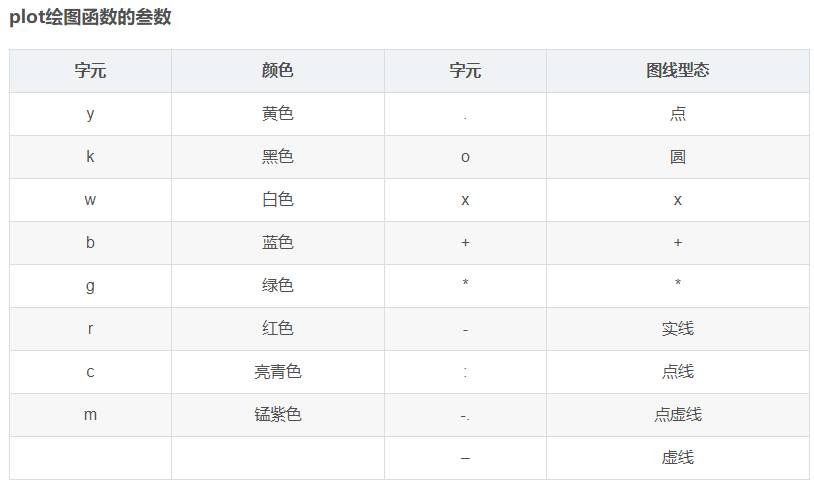 plot绘图函数的叁数
字元 颜色 字元 图线型态
y 黄色 . 点
k 黑色 o 圆
w 白色 x x
b 蓝色 + +
g 绿色 * *
r 红色 - 实线
c 亮青色 : 点线
m 锰紫色 -. 点虚线
– 虚线